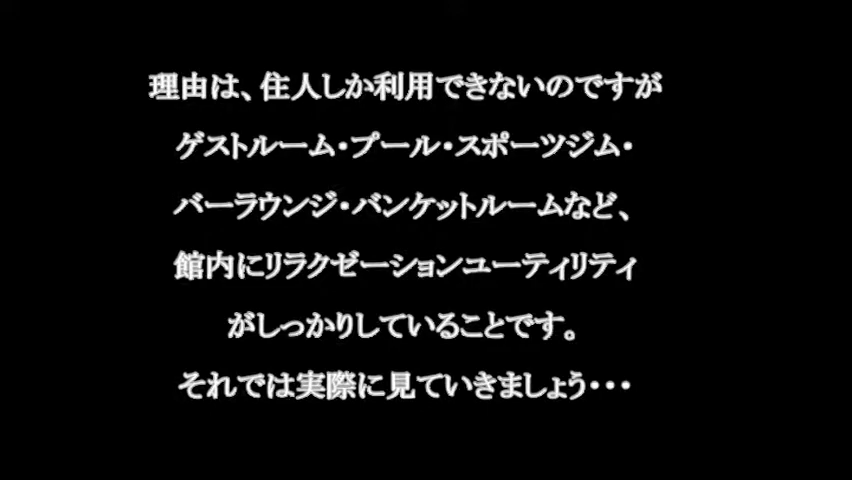 理由は、住人しか利用できないのですが
ゲストルーム・プール・スポーツジム・
バーラウンジ・バンケットルームなど、
館内にリラクゼーションユーティリティ
がしっかりしていることです。
それでは実際に見ていきましょう・・・